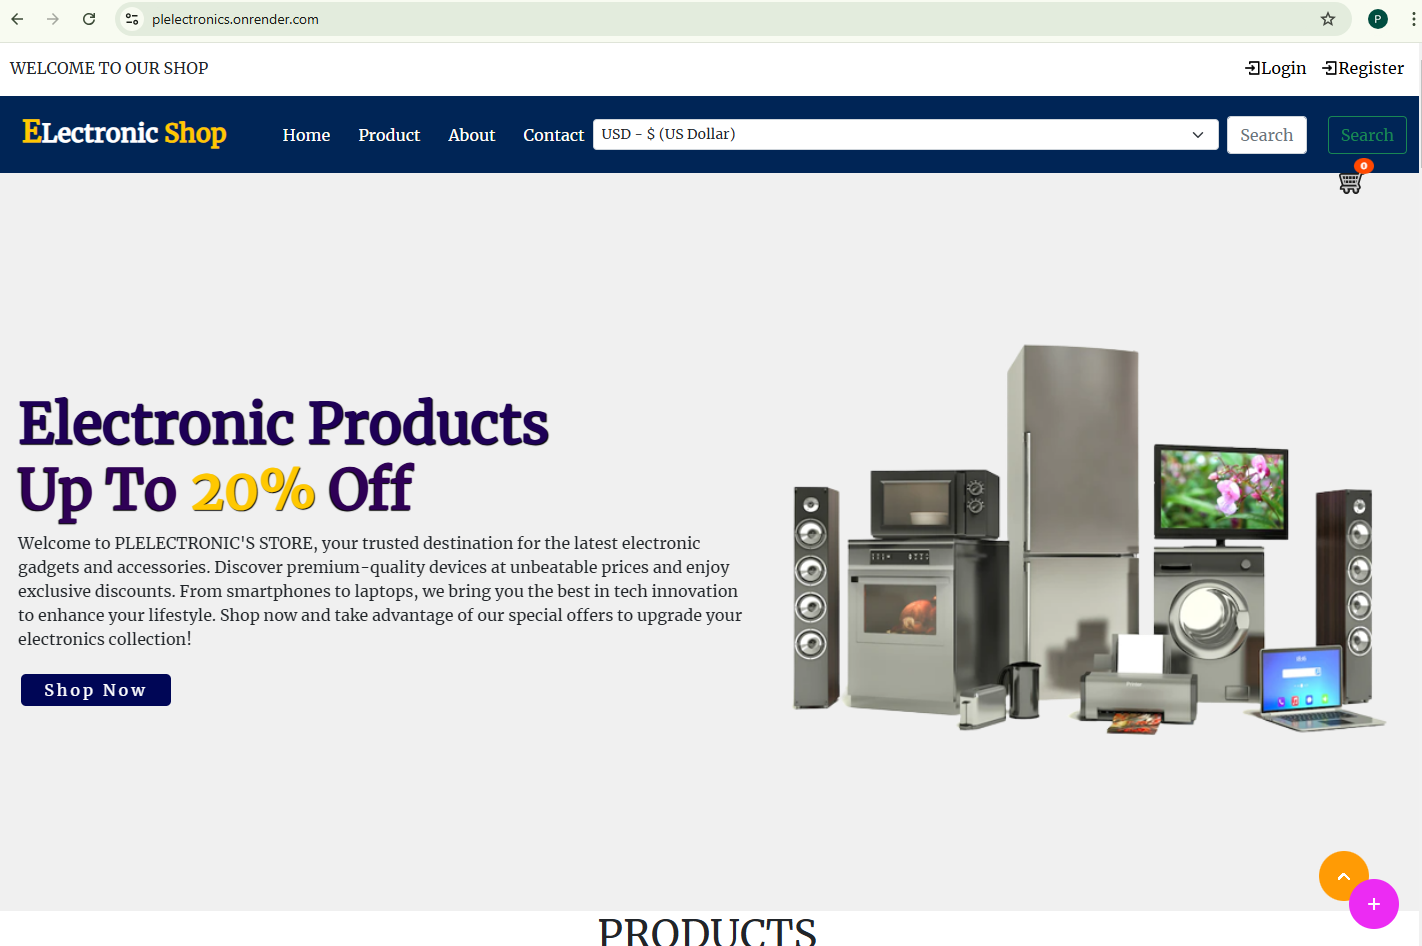 plelectronics.onrender.com
P
WELCOME TO OUR SHOP
Login Register
ELectronic Shop
Home Product About Contact USD - $ (US Dollar) Search Search
0
Electronic Products
Up To 20% Off
Welcome to PLELECTRONIC'S STORE, your trusted destination for the latest electronic
gadgets and accessories. Discover premium-quality devices at unbeatable prices and enjoy
exclusive discounts. From smartphones to laptops, we bring you the best in tech innovation
to enhance your lifestyle. Shop now and take advantage of our special offers to upgrade your
electronics collection!
Shop Now
PRODUCTS